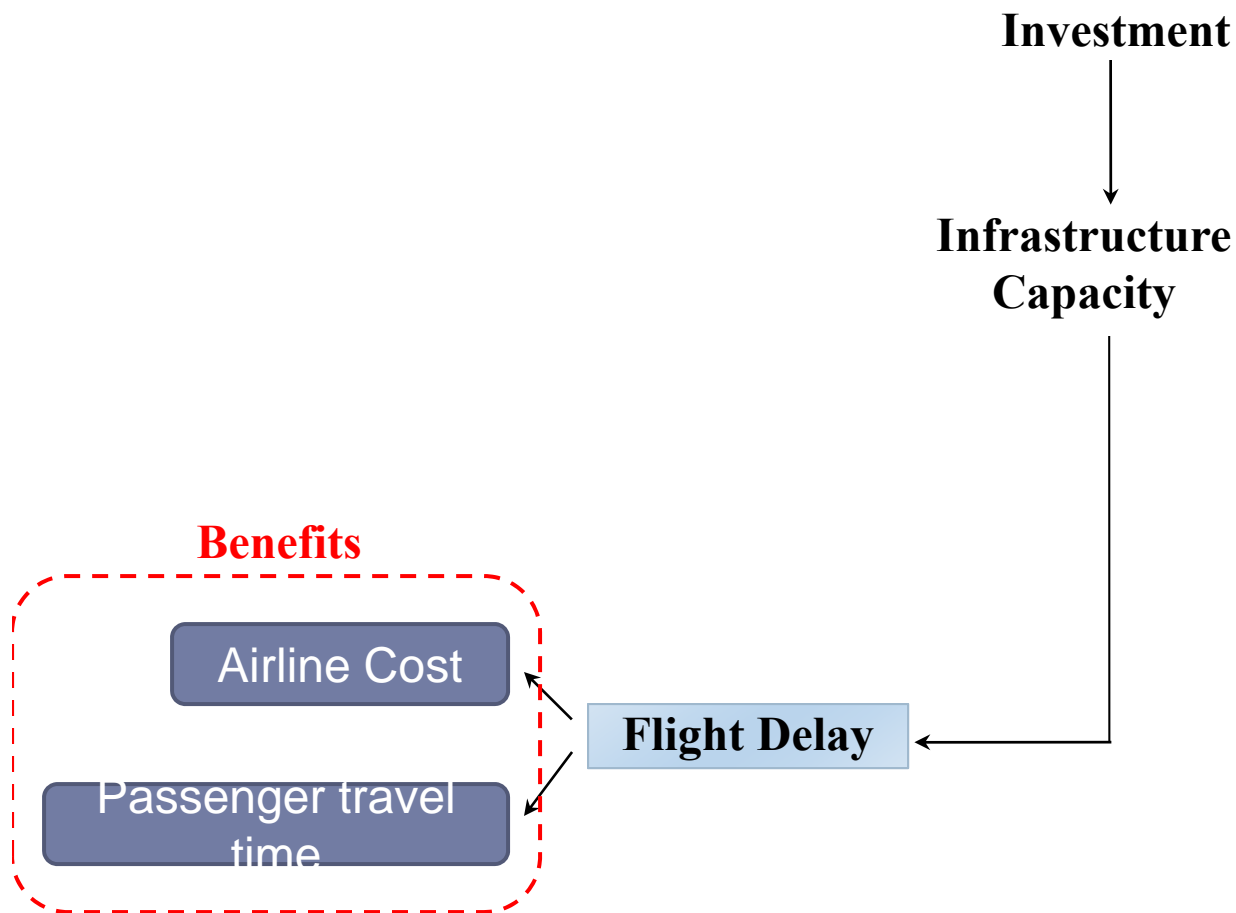 Investment
Infrastructure
Capacity
Benefits
Airline Cost
Flight Delay
Passenger travel
time